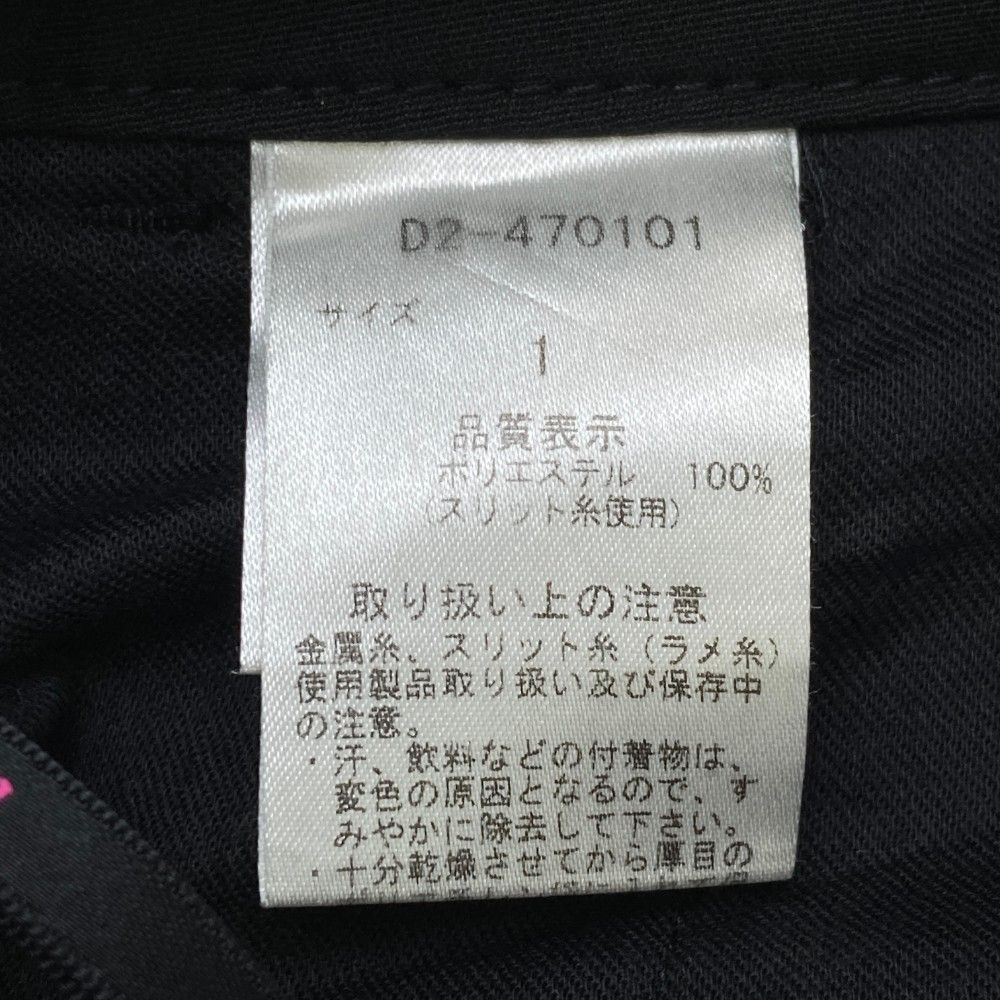 D2-470101
サイズ
1
品質表示
ポリエステル 100%
(スリット糸使用)
取り扱い上の注意
金属糸、スリット糸(ラメ糸)
使用製品取り扱い及び保存中
の注意。
・汗、飲料などの付着物は、
変色の原因となるので、す
みやかに除去して下さい。
・十分乾燥させてから厚目の